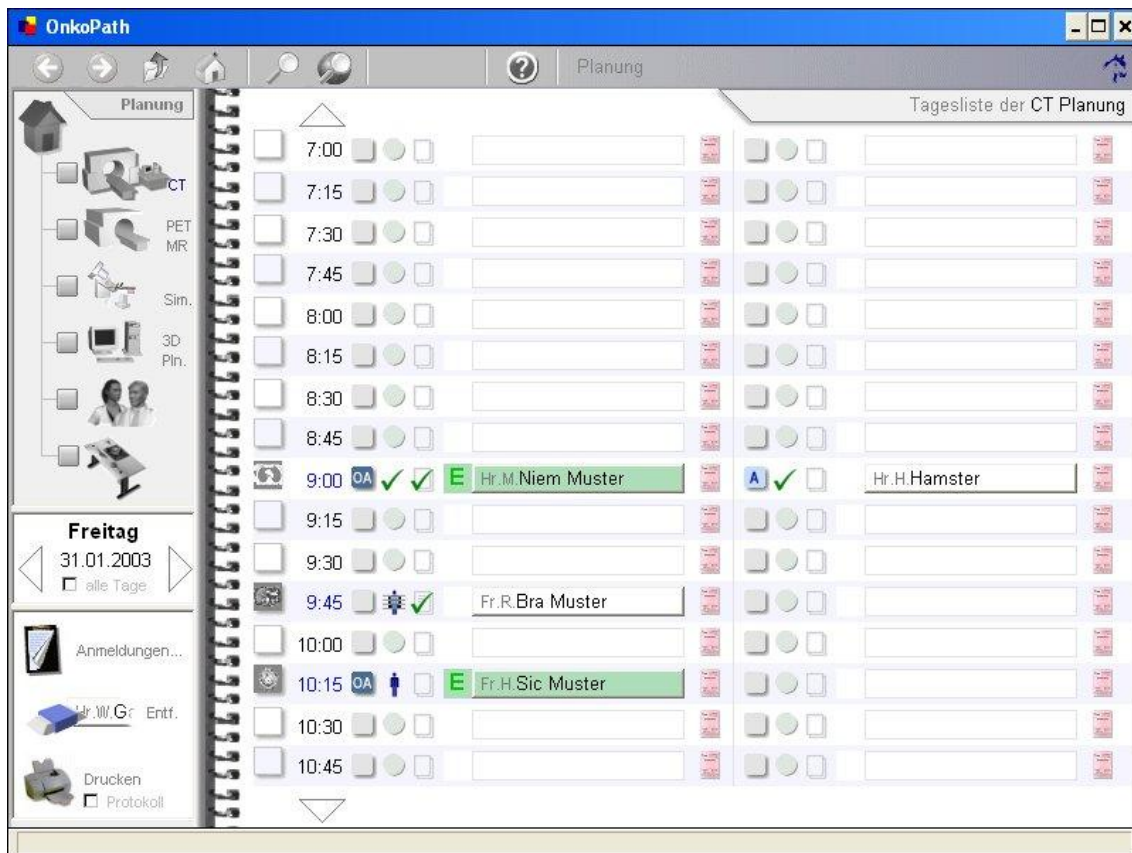 OnkoPath
Planung
Planung
Tagesliste der CT Planung
CT
PET
MR
Sim.
3D
Pln.
Freitag
31.01.2003
alle Tage
Anmeldungen...
Hr.W.G Entf.
Drucken
Protokoll
7:00
7:15
7:30
7:45
8:00
8:15
8:30
8:45
9:00 OA E Hr.M.Niem Muster A Hr.H.Hamster
9:15
9:30
9:45 Fr.R.Bra Muster
10:00
10:15 OA E Fr.H.Sic Muster
10:30
10:45